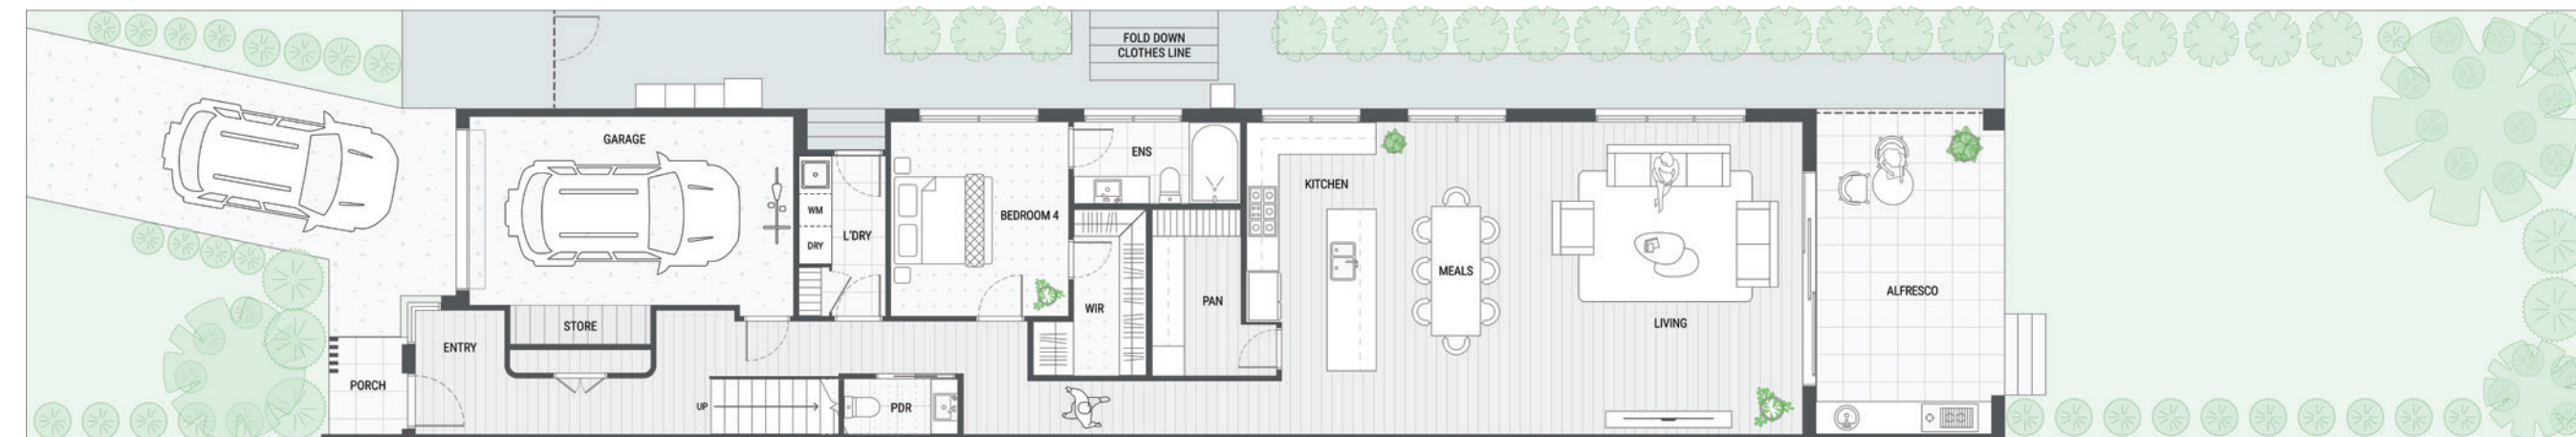 FOLD DOWN
CLOTHES LINE
GARAGE
ENS
KITCHEN
WM
BEDROOM 4
L'DRY
DRY
MEALS
ALFRESCO
WIR
PAN
STORE
LIVING
ENTRY
PORCH
UP
PDR